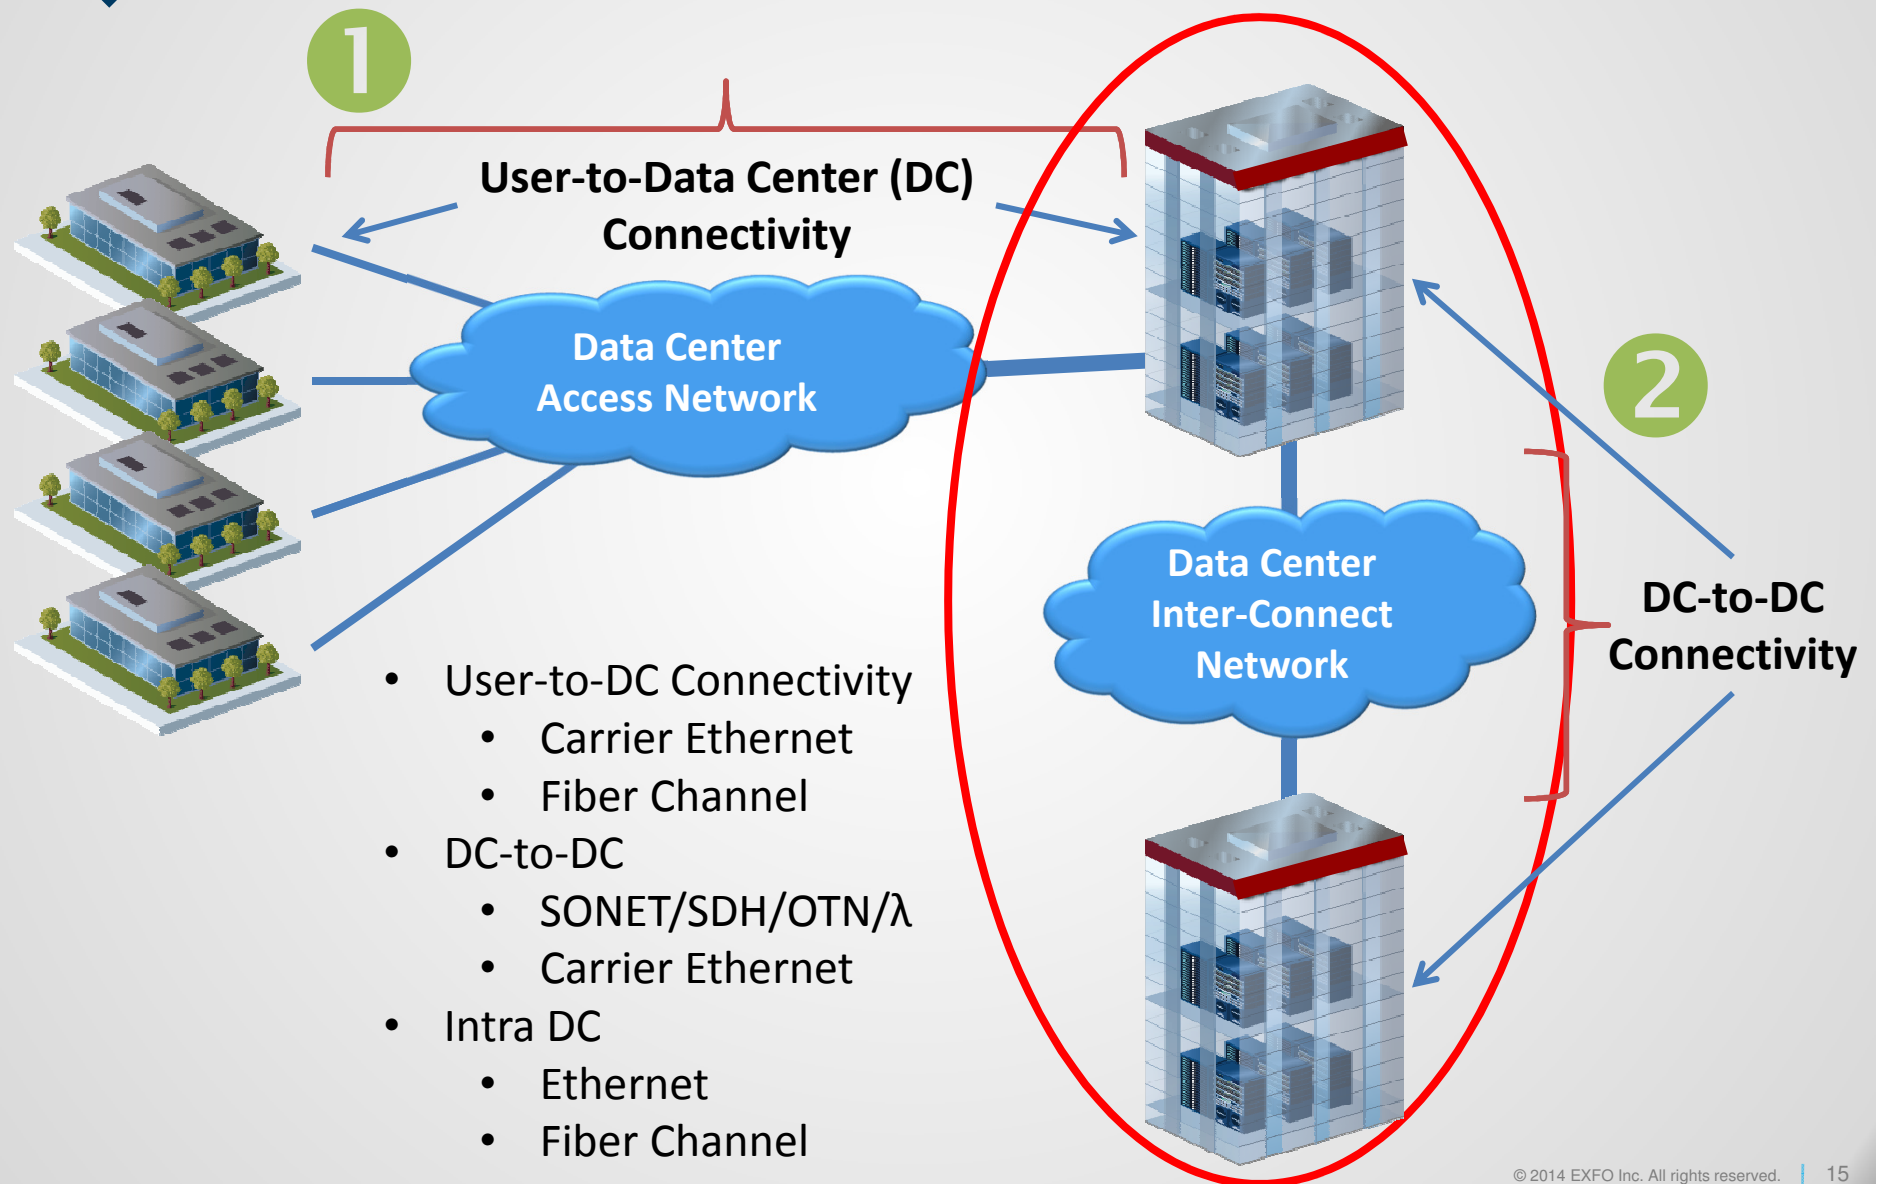 1
User-to-Data Center (DC)
Connectivity
Data Center
Access Network
2
Data Center
Inter-Connect
Network
DC-to-DC
Connectivity
• User-to-DC Connectivity
• Carrier Ethernet
• Fiber Channel
• DC-to-DC
• SONET/SDH/OTN/λ
• Carrier Ethernet
• Intra DC
• Ethernet
• Fiber Channel
© 2014 EXFO Inc. All rights reserved. | 15